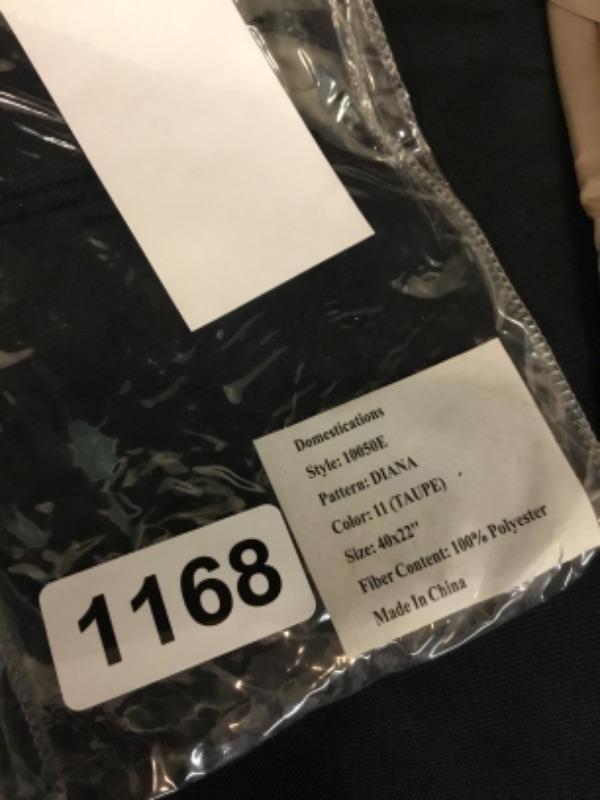 Domestications
Style: 10050E
Pattern: DIANA
Color: 11 (TAUPE)
Size: 40x22"
Fiber Content: 100% Polyester
Made In China
1168